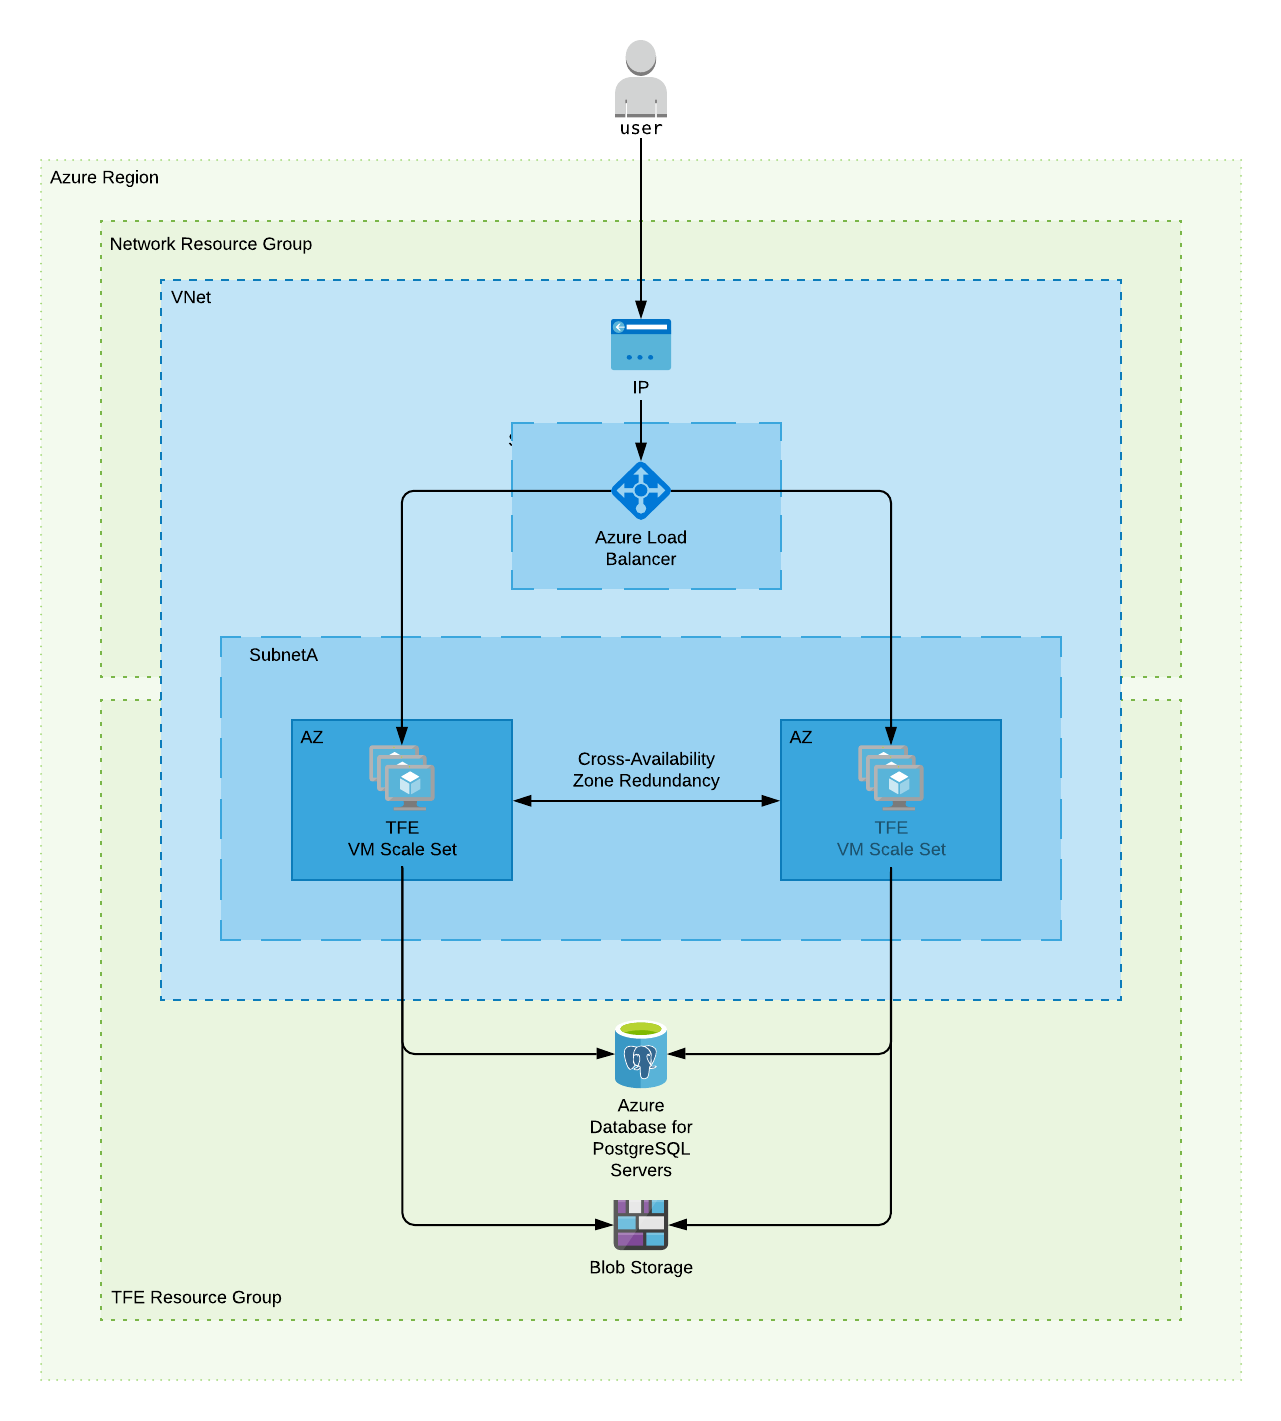 user
Azure Region
Network Resource Group
VNet
IP
Azure Load
Balancer
SubnetA
AZ
AZ
Cross-Availability
Zone Redundancy
TFE
VM Scale Set
TFE
VM Scale Set
Azure
Database for
PostgreSQL
Servers
Blob Storage
TFE Resource Group